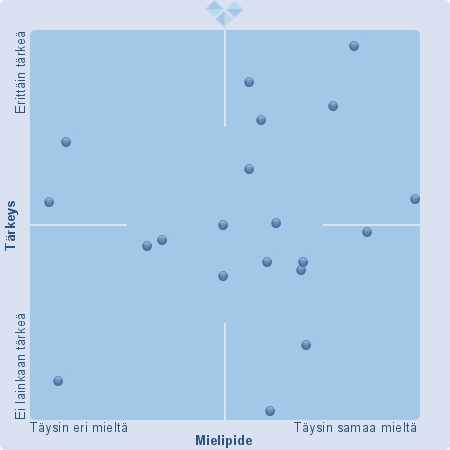 Erittäin tärkeä
Tärkeys
Ei lainkaan tärkeä
Täysin eri mieltä
Täysin samaa mieltä
Mielipide